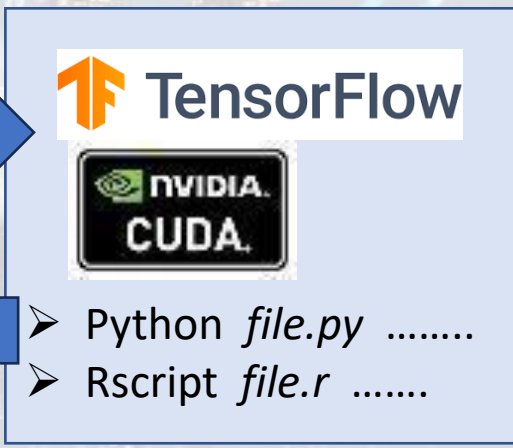 TensorFlow
NVIDIA.
CUDA.
➢ Python file.py ……..
➢ Rscript file.r …….